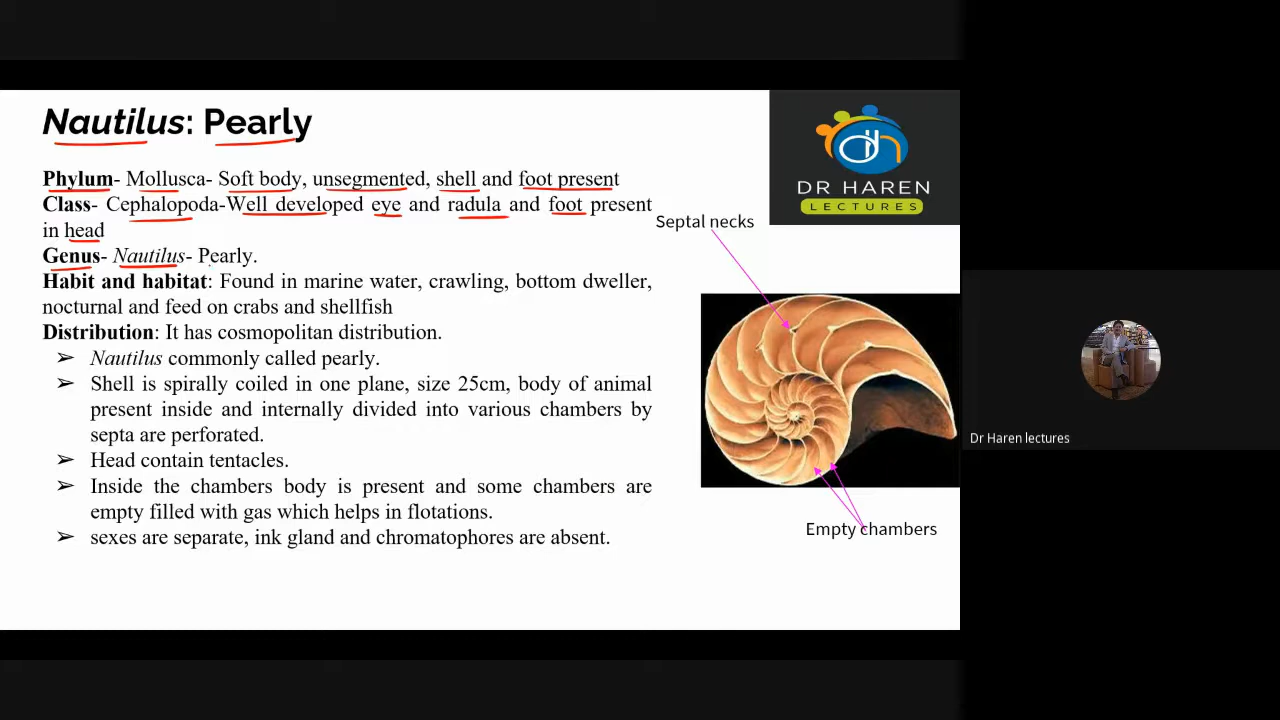 Nautilus: Pearly
Phylum- Mollusca- Soft body, unsegmented, shell and foot present
Class- Cephalopoda-Well developed eye and radula and foot present
in head
Genus- Nautilus- Pearly.
Habit and habitat: Found in marine water, crawling, bottom dweller,
nocturnal and feed on crabs and shellfish
Distribution: It has cosmopolitan distribution.
➢ Nautilus commonly called pearly.
➢ Shell is spirally coiled in one plane, size 25cm, body of animal
present inside and internally divided into various chambers by
septa are perforated.
➢ Head contain tentacles.
➢ Inside the chambers body is present and some chambers are
empty filled with gas which helps in flotations.
➢ sexes are separate, ink gland and chromatophores are absent.
dh
DR HAREN
LECTURES
Septal necks
Empty chambers
Dr Haren lectures